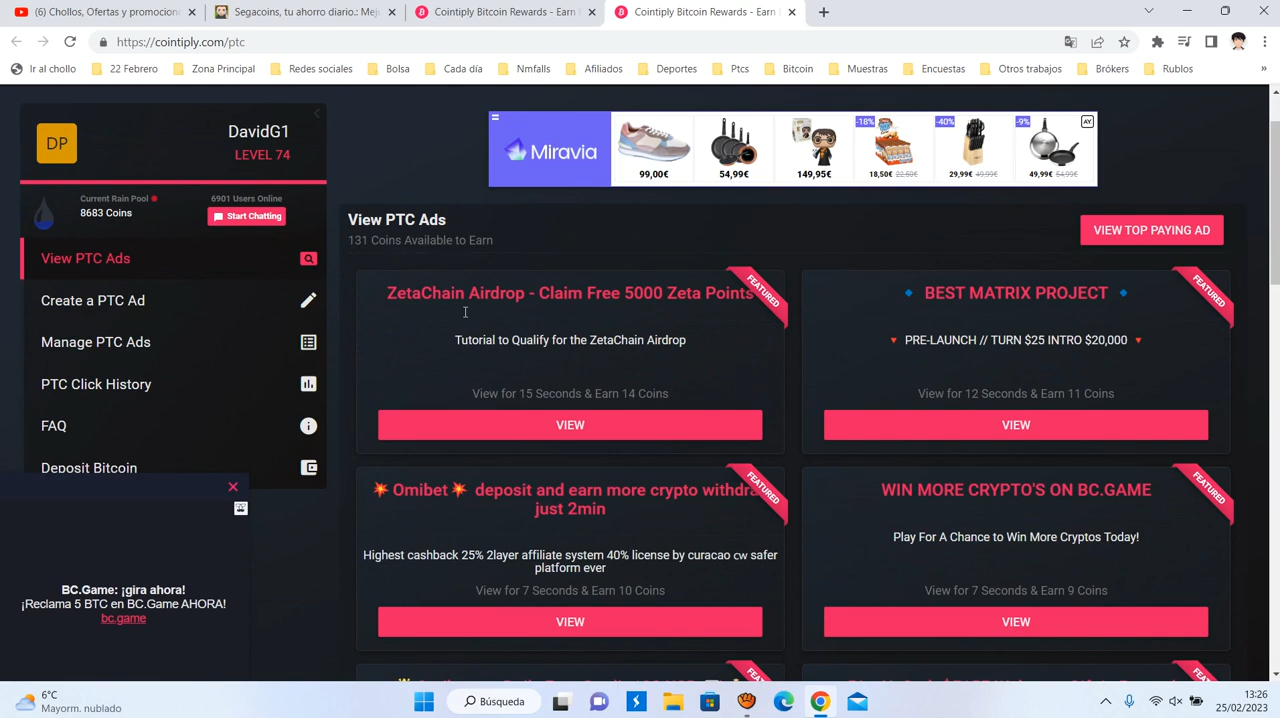 (6) Chollos, Ofertas y promocione
Segacoins, tu ahorro diario.: Mej
Cointiply Bitcoin Rewards - Earn
Cointiply Bitcoin Rewards - Earn
https://cointiply.com/ptc
Ir al chollo
22 Febrero
Zona Principal
Redes sociales
Bolsa
Cada día
Nmfalls
Afiliados
Deportes
Ptcs
Bitcoin
Muestras
Encuestas
Otros trabajos
Brókers
Rublos
»
DP
DavidG1
LEVEL 74
Current Rain Pool
8683 Coins
6901 Users Online
Start Chatting
View PTC Ads
Create a PTC Ad
Manage PTC Ads
PTC Click History
FAQ
Deposit Bitcoin
Miravia
99,00€
54,99€
149,95€
-18%
18,50€ 22,50€
-40%
29,99€ 49,99€
-9%
49,99€ 54,99€
AY
View PTC Ads
131 Coins Available to Earn
VIEW TOP PAYING AD
ZetaChain Airdrop - Claim Free 5000 Zeta Points
FEATURED
Tutorial to Qualify for the ZetaChain Airdrop
View for 15 Seconds & Earn 14 Coins
VIEW
🔹 BEST MATRIX PROJECT 🔹
FEATURED
🔻 PRE-LAUNCH // TURN $25 INTRO $20,000 🔻
View for 12 Seconds & Earn 11 Coins
VIEW
💥 Omibet 💥 deposit and earn more crypto withdra
just 2min
FEATURED
Highest cashback 25% 2layer affiliate system 40% license by curacao cw safer
platform ever
View for 7 Seconds & Earn 10 Coins
VIEW
WIN MORE CRYPTO'S ON BC.GAME
FEATURED
Play For A Chance to Win More Cryptos Today!
View for 7 Seconds & Earn 9 Coins
VIEW
BC.Game: ¡gira ahora!
¡Reclama 5 BTC en BC.Game AHORA!
bc.game
6°C
Mayorm. nublado
Búsqueda
13:26
25/02/2023